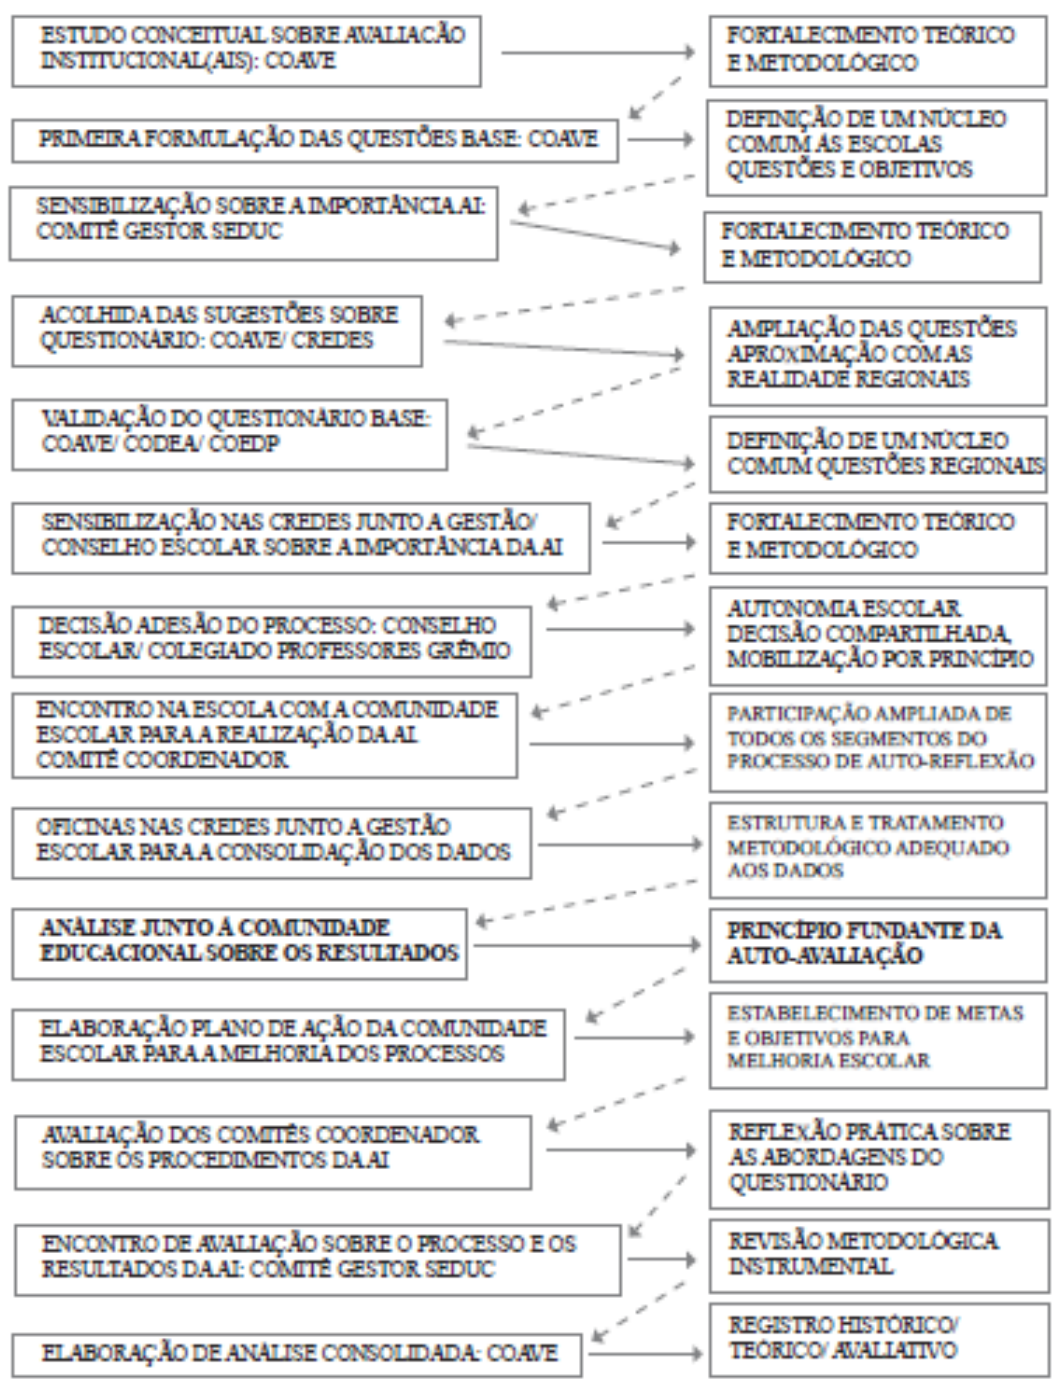 ESTUDO CONCEITUAL SOBRE AVALIACÃO
INSTITUCIONAL(AIS): COAVE
FORTALECIMENTO TEÓRICO
E METODOLÓGICO
PRIMEIRA FORMULAÇÃO DAS QUESTÕES BASE: COAVE
DEFINIÇÃO DE UM NÚCLEO
COMUM ÀS ESCOLAS
QUESTÕES E OBJETIVOS
SENSIBILIZAÇÃO SOBRE A IMPORTÂNCIA AI:
COMITÊ GESTOR SEDUC
FORTALECIMENTO TEÓRICO
E METODOLÓGICO
ACOLHIDA DAS SUGESTÕES SOBRE
QUESTIONÁRIO: COAVE/ CREDES
AMPLIAÇÃO DAS QUESTÕES
APROXIMAÇÃO COM AS
REALIDADE REGIONAIS
VALIDAÇÃO DO QUESTIONÁRIO BASE:
COAVE/ CODEA/ COEDP
DEFINIÇÃO DE UM NÚCLEO
COMUM QUESTÕES REGIONAIS
SENSIBILIZAÇÃO NAS CREDES JUNTO A GESTÃO/
CONSELHO ESCOLAR SOBRE A IMPORTÂNCIA DA AI
FORTALECIMENTO TEÓRICO
E METODOLÓGICO
DECISÃO ADESÃO DO PROCESSO: CONSELHO
ESCOLAR/ COLEGIADO PROFESSORES GRÊMIO
AUTONOMIA ESCOLAR
DECISÃO COMPARTILHADA,
MOBILIZAÇÃO POR PRINCÍPIO
ENCONTRO NA ESCOLA COM A COMUNIDADE
ESCOLAR PARA A REALIZAÇÃO DA AI.
COMITÊ COORDENADOR
PARTICIPAÇÃO AMPLIADA DE
TODOS OS SEGMENTOS DO
PROCESSO DE AUTO-REFLEXÃO
OFICINAS NAS CREDES JUNTO A GESTÃO
ESCOLAR PARA A CONSOLIDAÇÃO DOS DADOS
ESTRUTURA E TRATAMENTO
METODOLÓGICO ADEQUADO
AOS DADOS
ANÁLISE JUNTO À COMUNIDADE
EDUCACIONAL SOBRE OS RESULTADOS
PRINCÍPIO FUNDANTE DA
AUTO-AVALIAÇÃO
ELABORAÇÃO PLANO DE AÇÃO DA COMUNIDADE
ESCOLAR PARA A MELHORIA DOS PROCESSOS
ESTABELECIMENTO DE METAS
E OBJETIVOS PARA
MELHORIA ESCOLAR
AVALIAÇÃO DOS COMITÊS COORDENADOR
SOBRE OS PROCEDIMENTOS DA AI
REFLEXÃO PRÁTICA SOBRE
AS ABORDAGENS DO
QUESTIONÁRIO
ENCONTRO DE AVALIAÇÃO SOBRE O PROCESSO E OS
RESULTADOS DA AI: COMITÊ GESTOR SEDUC
REVISÃO METODOLÓGICA
INSTRUMENTAL
ELABORAÇÃO DE ANÁLISE CONSOLIDADA: COAVE
REGISTRO HISTÓRICO/
TEÓRICO/ AVALIATIVO